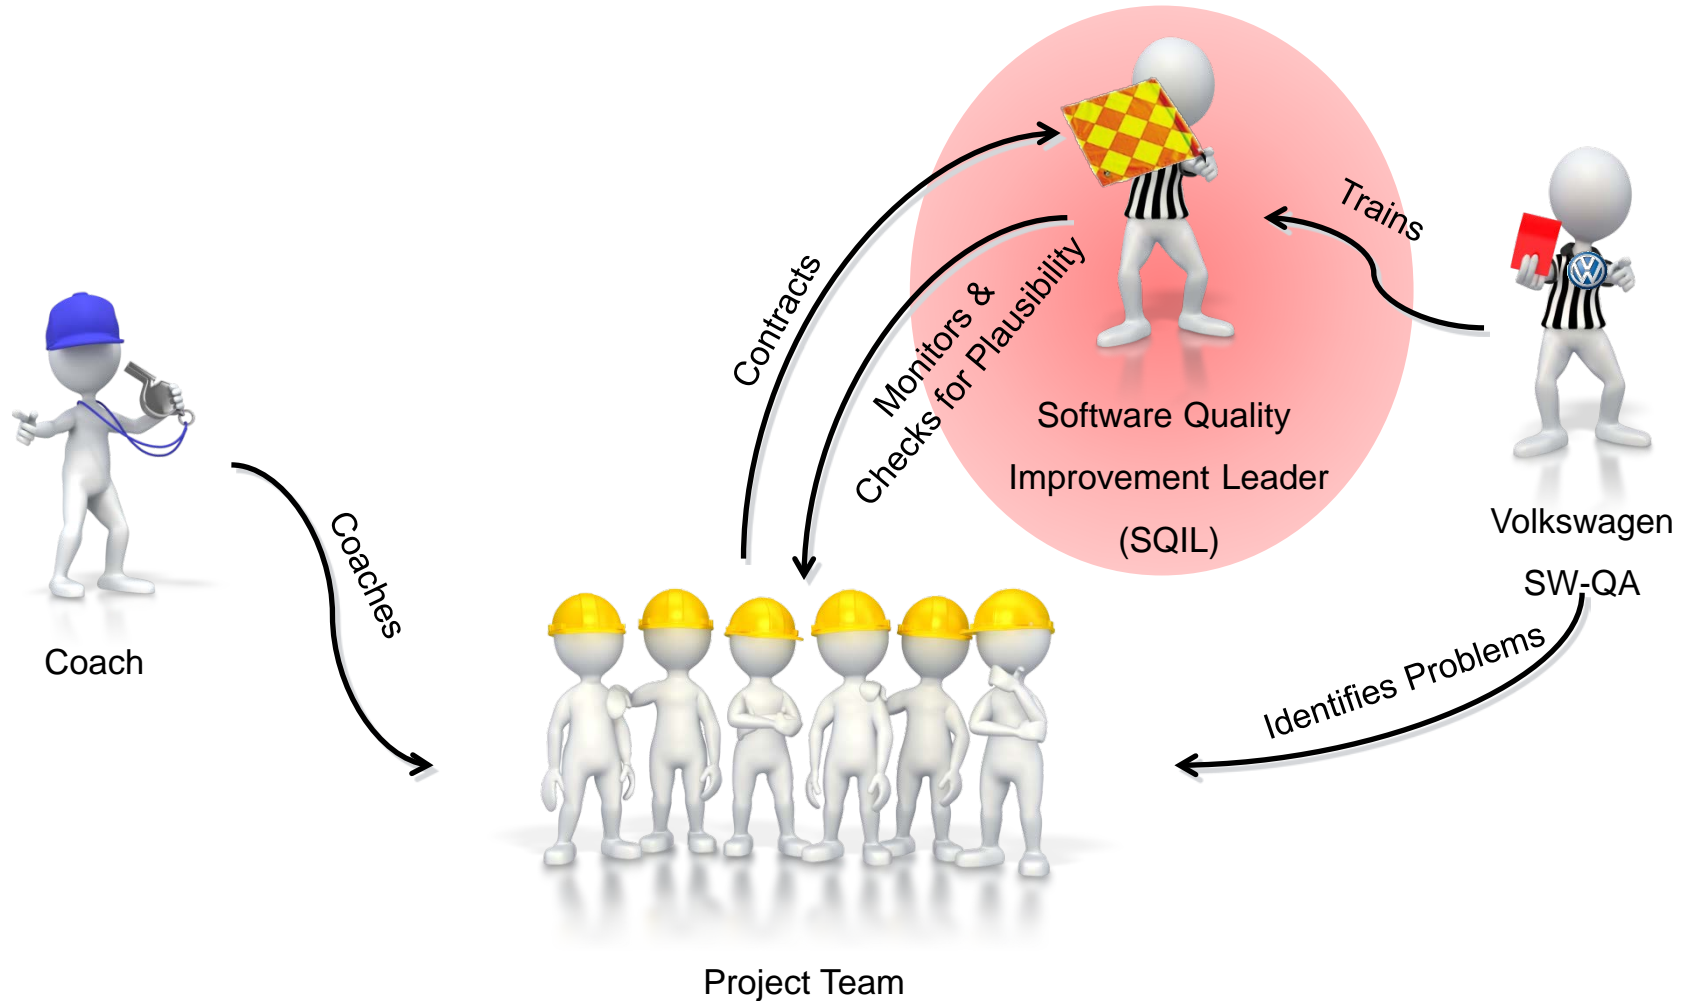 Trains
Contracts
Monitors &
Checks for Plausibility
Software Quality
Improvement Leader
(SQIL)
Volkswagen
SW-QA
Coaches
Coach
Identifies Problems
Project Team